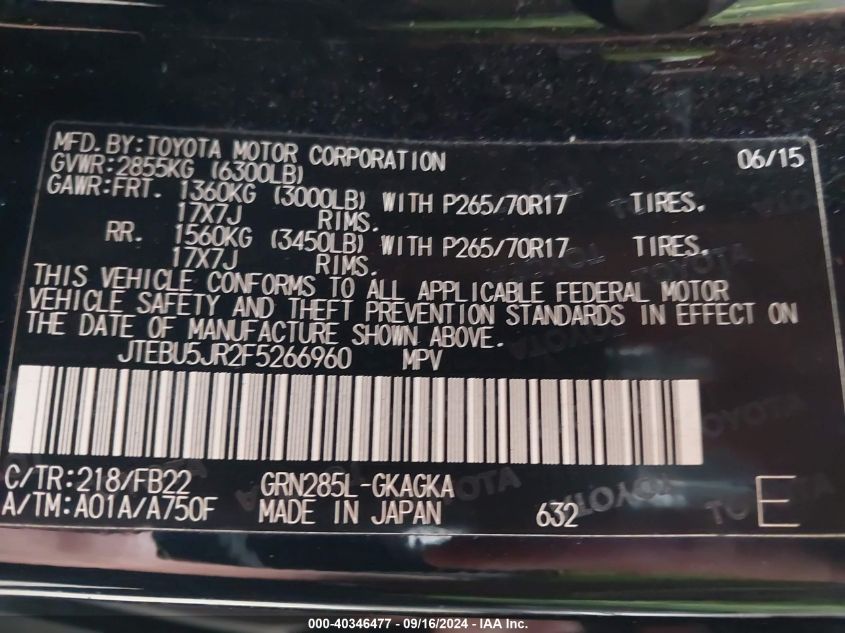 MFD. BY: TOYOTA MOTOR CORPORATION 06/15
GVWR: 2855KG (6300LB)
GAWR: FRT. 1360KG (3000LB) WITH P265/70R17 TIRES.
17X7J RIMS.
RR. 1560KG (3450LB) WITH P265/70R17 TIRES.
17X7J RIMS.
THIS VEHICLE CONFORMS TO ALL APPLICABLE FEDERAL MOTOR
VEHICLE SAFETY AND THEFT PREVENTION STANDARDS IN EFFECT ON
THE DATE OF MANUFACTURE SHOWN ABOVE.
JTEBU5JR2F5266960 MPV
C/TR: 218/FB22 GRN285L-GKAGKA
A/TM: A01A/A750F MADE IN JAPAN 632 E
000-40346477 - 09/16/2024 - IAA Inc.